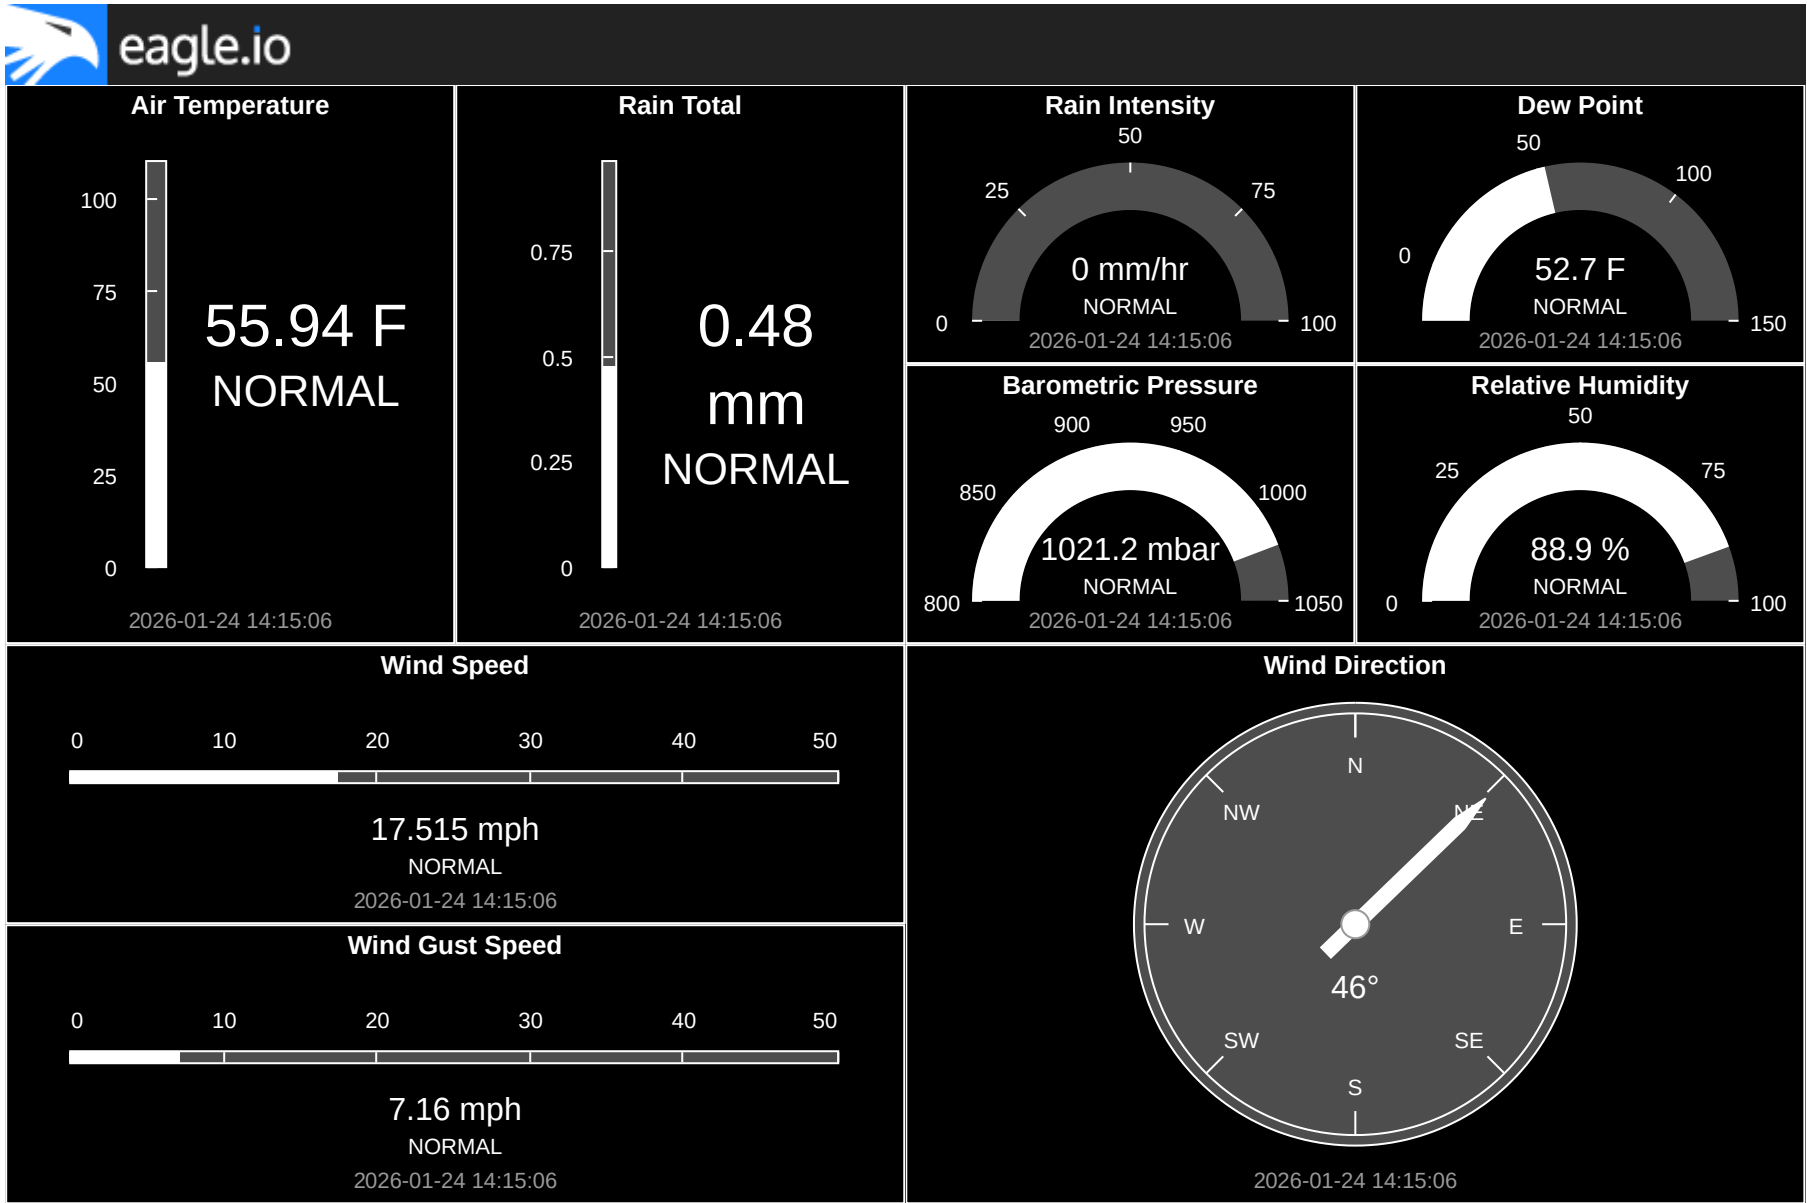 eagle.io
Air Temperature
100
75
50
25
0
55.94 F
NORMAL
2026-01-24 14:15:06
Rain Total
0.75
0.5
0.25
0
0.48
mm
NORMAL
2026-01-24 14:15:06
Rain Intensity
0
25
50
75
100
0 mm/hr
NORMAL
2026-01-24 14:15:06
Dew Point
0
50
100
150
52.7 F
NORMAL
2026-01-24 14:15:06
Barometric Pressure
800
850
900
950
1000
1050
1021.2 mbar
NORMAL
2026-01-24 14:15:06
Relative Humidity
0
25
50
75
100
88.9 %
NORMAL
2026-01-24 14:15:06
Wind Speed
0 10 20 30 40 50
17.515 mph
NORMAL
2026-01-24 14:15:06
Wind Gust Speed
0 10 20 30 40 50
7.16 mph
NORMAL
2026-01-24 14:15:06
Wind Direction
N
NW NE
W E
46°
SW SE
S
2026-01-24 14:15:06